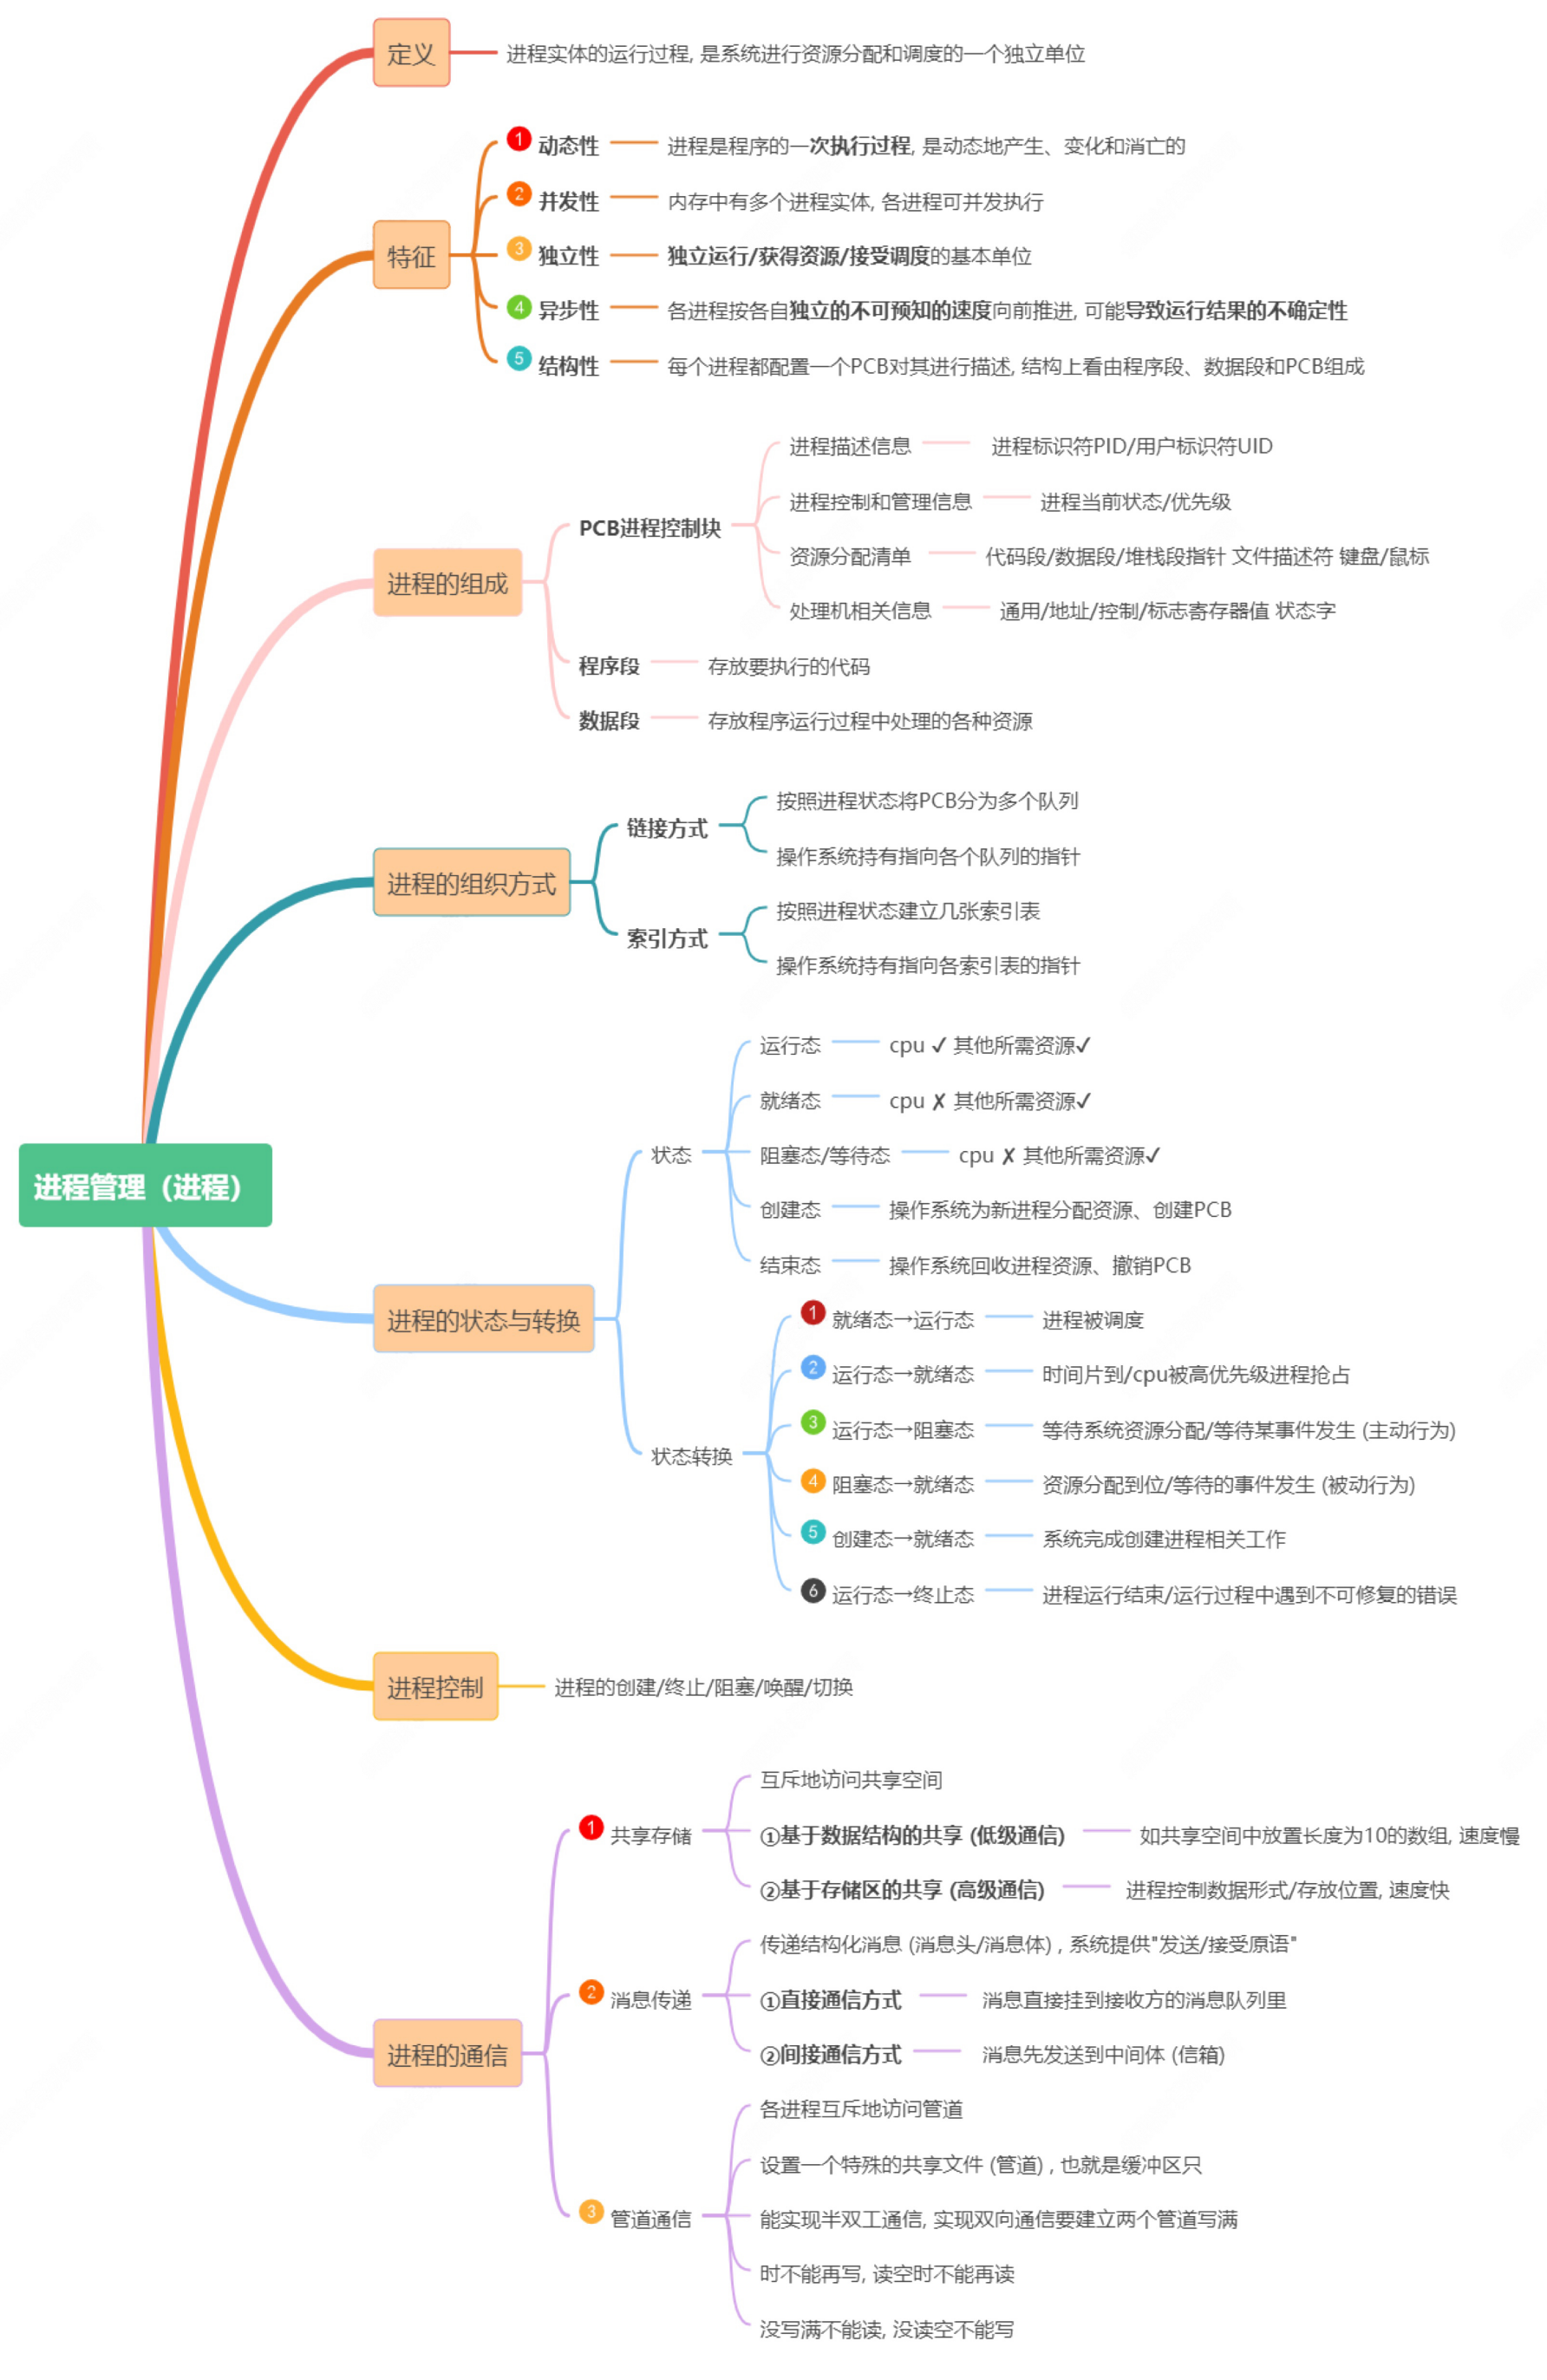 定义
进程实体的运行过程, 是系统进行资源分配和调度的一个独立单位
特征
1 动态性
进程是程序的一次执行过程, 是动态地产生、变化和消亡的
2 并发性
内存中有多个进程实体, 各进程可并发执行
3 独立性
独立运行/获得资源/接受调度的基本单位
4 异步性
各进程按各自独立的不可预知的速度向前推进, 可能导致运行结果的不确定性
5 结构性
每个进程都配置一个PCB对其进行描述, 结构上看由程序段、数据段和PCB组成
进程的组成
PCB进程控制块
进程描述信息
进程标识符PID/用户标识符UID
进程控制和管理信息
进程当前状态/优先级
资源分配清单
代码段/数据段/堆栈段指针 文件描述符 键盘/鼠标
处理机相关信息
通用/地址/控制/标志寄存器值 状态字
程序段
存放要执行的代码
数据段
存放程序运行过程中处理的各种资源
进程的组织方式
链接方式
按照进程状态将PCB分为多个队列
操作系统持有指向各个队列的指针
索引方式
按照进程状态建立几张索引表
操作系统持有指向各索引表的指针
进程管理（进程）
进程的状态与转换
状态
运行态
cpu ✓ 其他所需资源✓
就绪态
cpu ✗ 其他所需资源✓
阻塞态/等待态
cpu ✗ 其他所需资源✓
创建态
操作系统为新进程分配资源、创建PCB
结束态
操作系统回收进程资源、撤销PCB
状态转换
1 就绪态→运行态
进程被调度
2 运行态→就绪态
时间片到/cpu被高优先级进程抢占
3 运行态→阻塞态
等待系统资源分配/等待某事件发生 (主动行为)
4 阻塞态→就绪态
资源分配到位/等待的事件发生 (被动行为)
5 创建态→就绪态
系统完成创建进程相关工作
6 运行态→终止态
进程运行结束/运行过程中遇到不可修复的错误
进程控制
进程的创建/终止/阻塞/唤醒/切换
进程的通信
1 共享存储
互斥地访问共享空间
①基于数据结构的共享 (低级通信)
如共享空间中放置长度为10的数组, 速度慢
②基于存储区的共享 (高级通信)
进程控制数据形式/存放位置, 速度快
2 消息传递
传递结构化消息 (消息头/消息体) , 系统提供"发送/接受原语"
①直接通信方式
消息直接挂到接收方的消息队列里
②间接通信方式
消息先发送到中间体 (信箱)
3 管道通信
各进程互斥地访问管道
设置一个特殊的共享文件 (管道) , 也就是缓冲区只
能实现半双工通信, 实现双向通信要建立两个管道写满
时不能再写, 读空时不能再读
没写满不能读, 没读空不能写